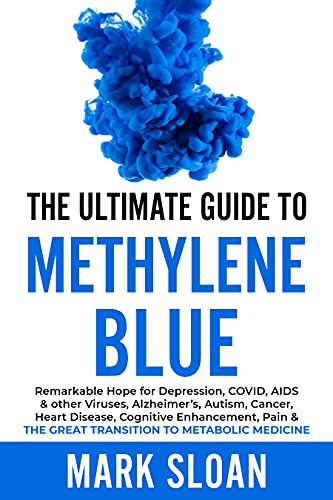 THE ULTIMATE GUIDE TO
METHYLENE
BLUE
Remarkable Hope for Depression, COVID, AIDS
& other Viruses, Alzheimer's, Autism, Cancer,
Heart Disease, Cognitive Enhancement, Pain &
THE GREAT TRANSITION TO METABOLIC MEDICINE
MARK SLOAN